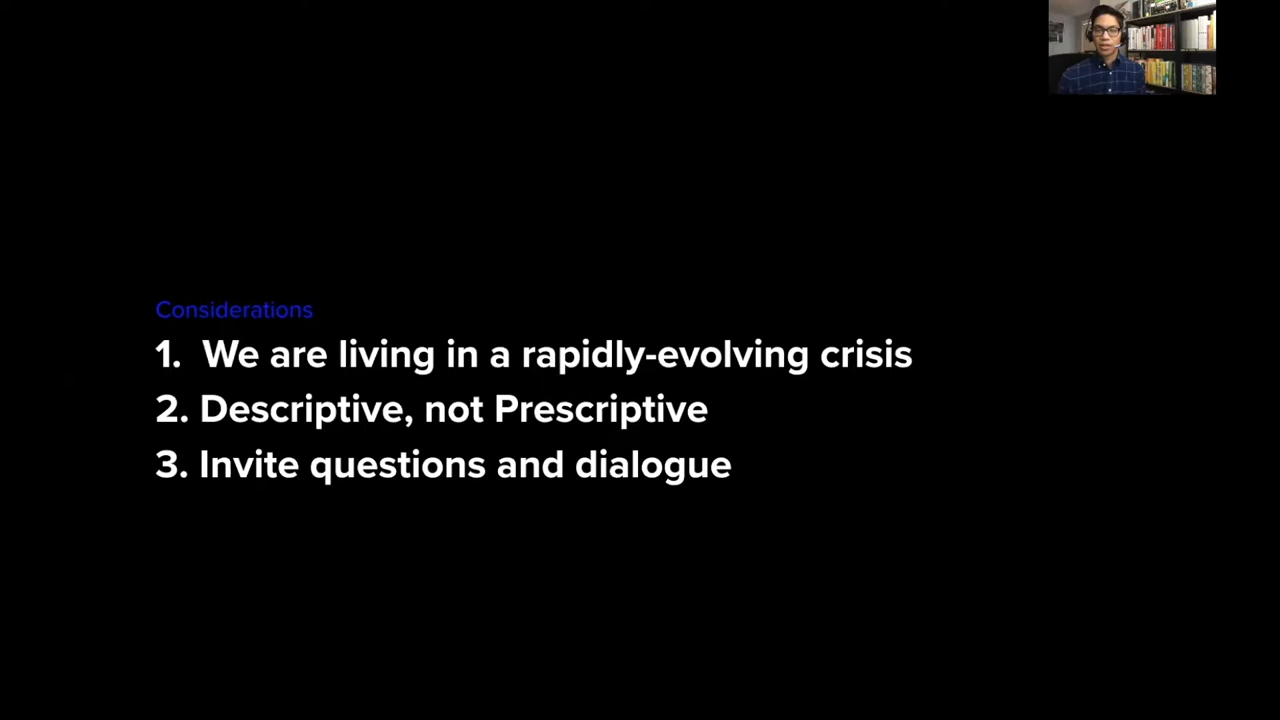 Considerations
1. We are living in a rapidly-evolving crisis
2. Descriptive, not Prescriptive
3. Invite questions and dialogue